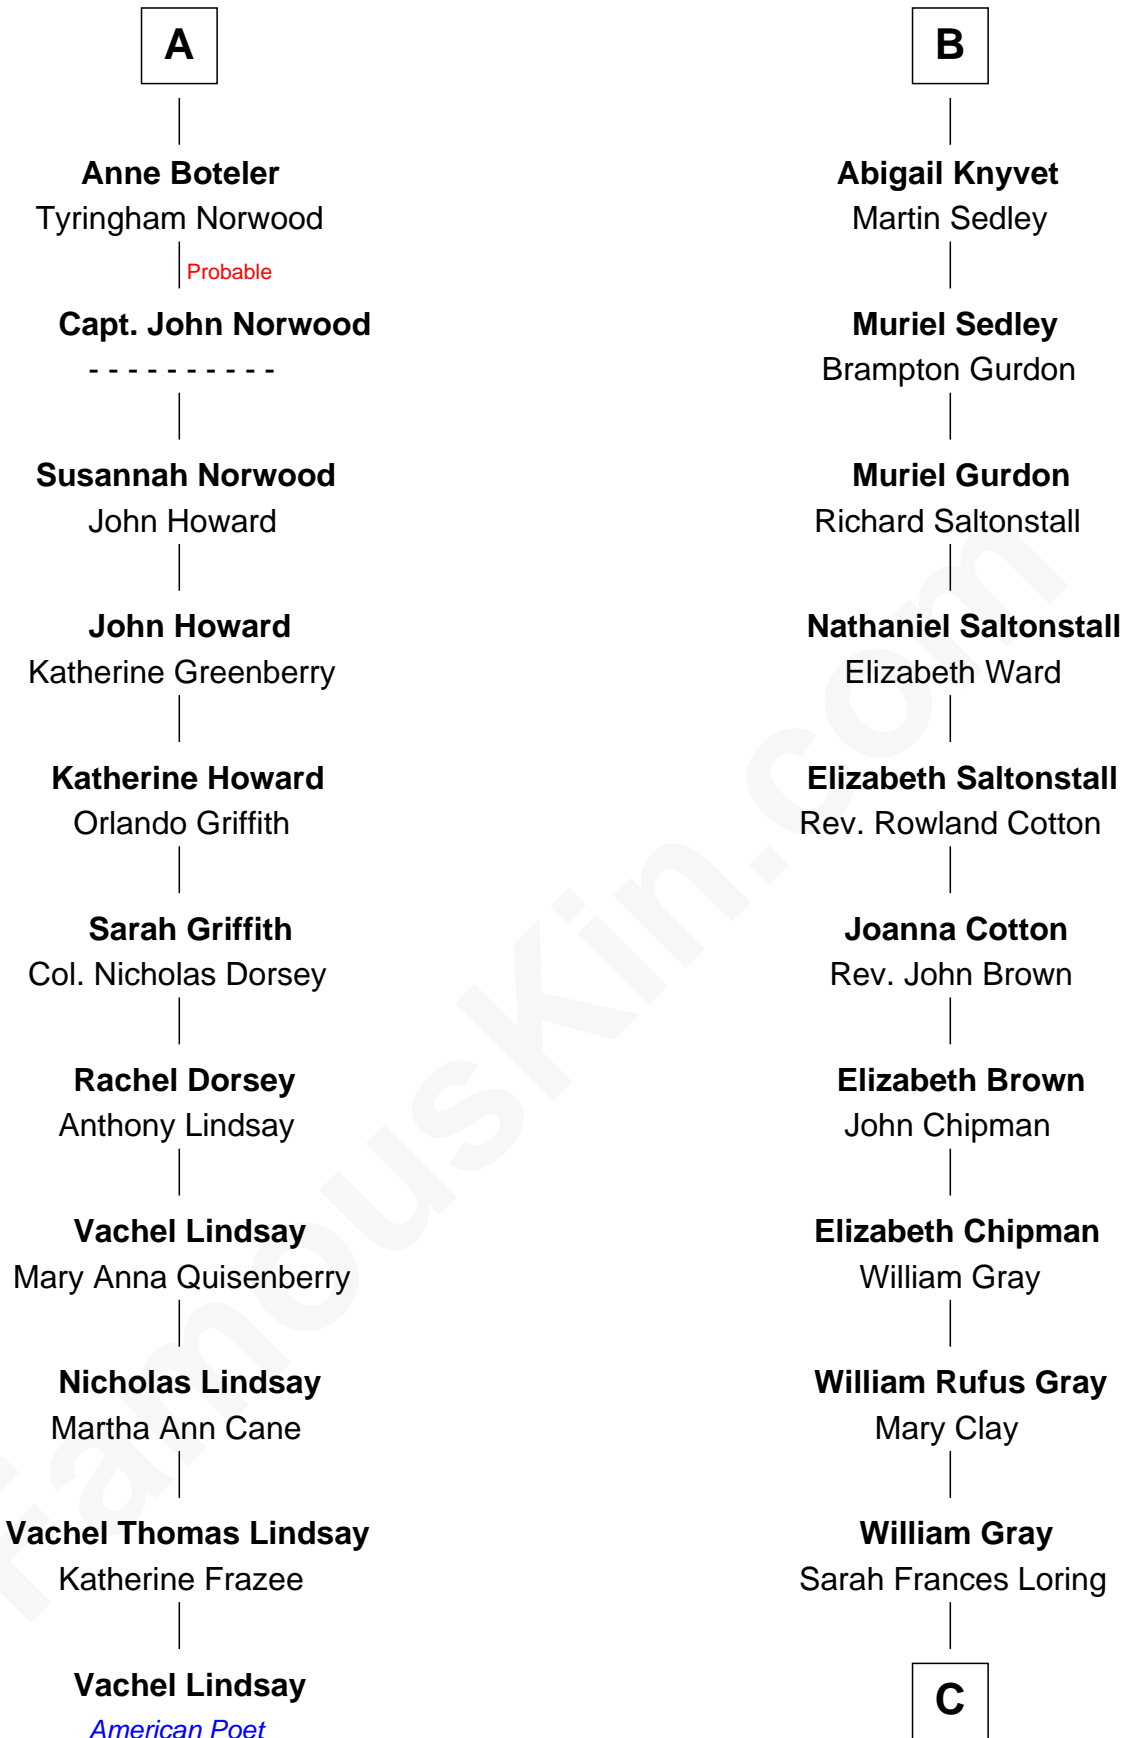 A
Anne Boteler
Tyringham Norwood
Probable
Capt. John Norwood
- - - - - - - - - -
Susannah Norwood
John Howard
John Howard
Katherine Greenberry
Katherine Howard
Orlando Griffith
Sarah Griffith
Col. Nicholas Dorsey
Rachel Dorsey
Anthony Lindsay
Vachel Lindsay
Mary Anna Quisenberry
Nicholas Lindsay
Martha Ann Cane
Vachel Thomas Lindsay
Katherine Frazee
Vachel Lindsay
American Poet
B
Abigail Knyvet
Martin Sedley
Muriel Sedley
Brampton Gurdon
Muriel Gurdon
Richard Saltonstall
Nathaniel Saltonstall
Elizabeth Ward
Elizabeth Saltonstall
Rev. Rowland Cotton
Joanna Cotton
Rev. John Brown
Elizabeth Brown
John Chipman
Elizabeth Chipman
William Gray
William Rufus Gray
Mary Clay
William Gray
Sarah Frances Loring
C
FamousKin.com